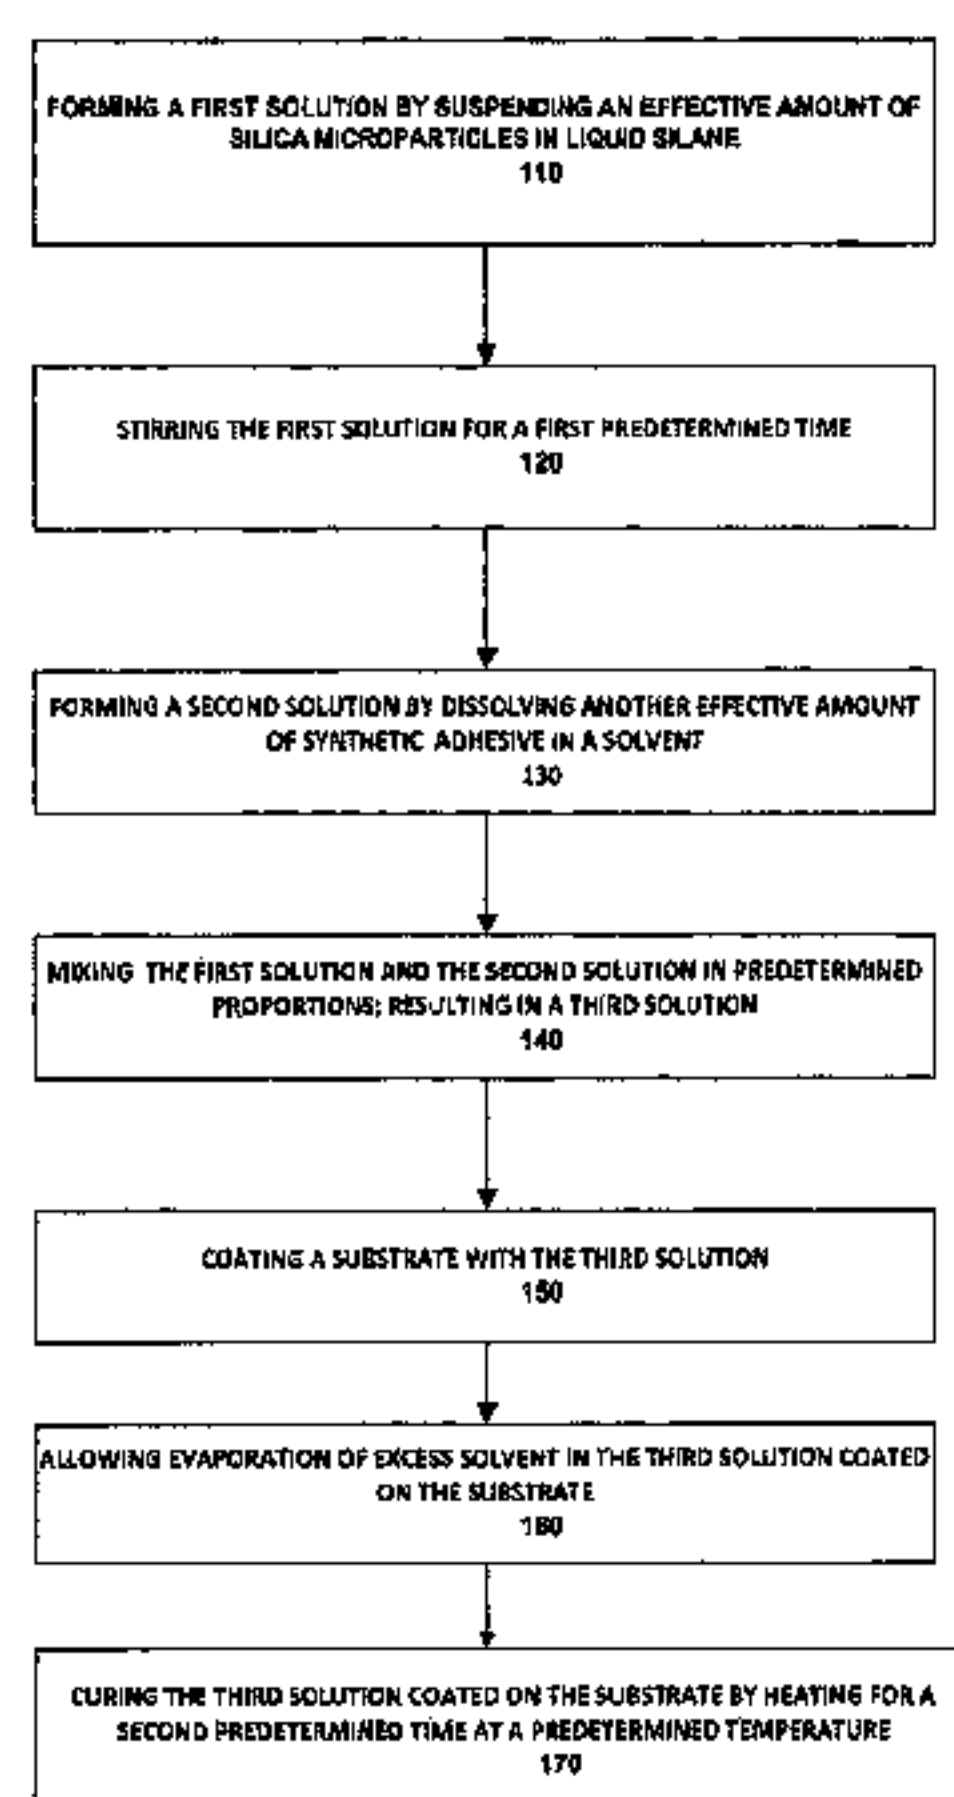 FORMING A FIRST SOLUTION BY SUSPENDING AN EFFECTIVE AMOUNT OF
SILICA MICROPARTICLES IN LIQUID SILANE
110
STIRRING THE FIRST SOLUTION FOR A FIRST PREDETERMINED TIME
120
FORMING A SECOND SOLUTION BY DISSOLVING ANOTHER EFFECTIVE AMOUNT
OF SYNTHETIC ADHESIVE IN A SOLVENT
130
MIXING THE FIRST SOLUTION AND THE SECOND SOLUTION IN PREDETERMINED
PROPORTIONS; RESULTING IN A THIRD SOLUTION
140
COATING A SUBSTRATE WITH THE THIRD SOLUTION
150
ALLOWING EVAPORATION OF EXCESS SOLVENT IN THE THIRD SOLUTION COATED
ON THE SUBSTRATE
160
CURING THE THIRD SOLUTION COATED ON THE SUBSTRATE BY HEATING FOR A
SECOND PREDETERMINED TIME AT A PREDETERMINED TEMPERATURE
170